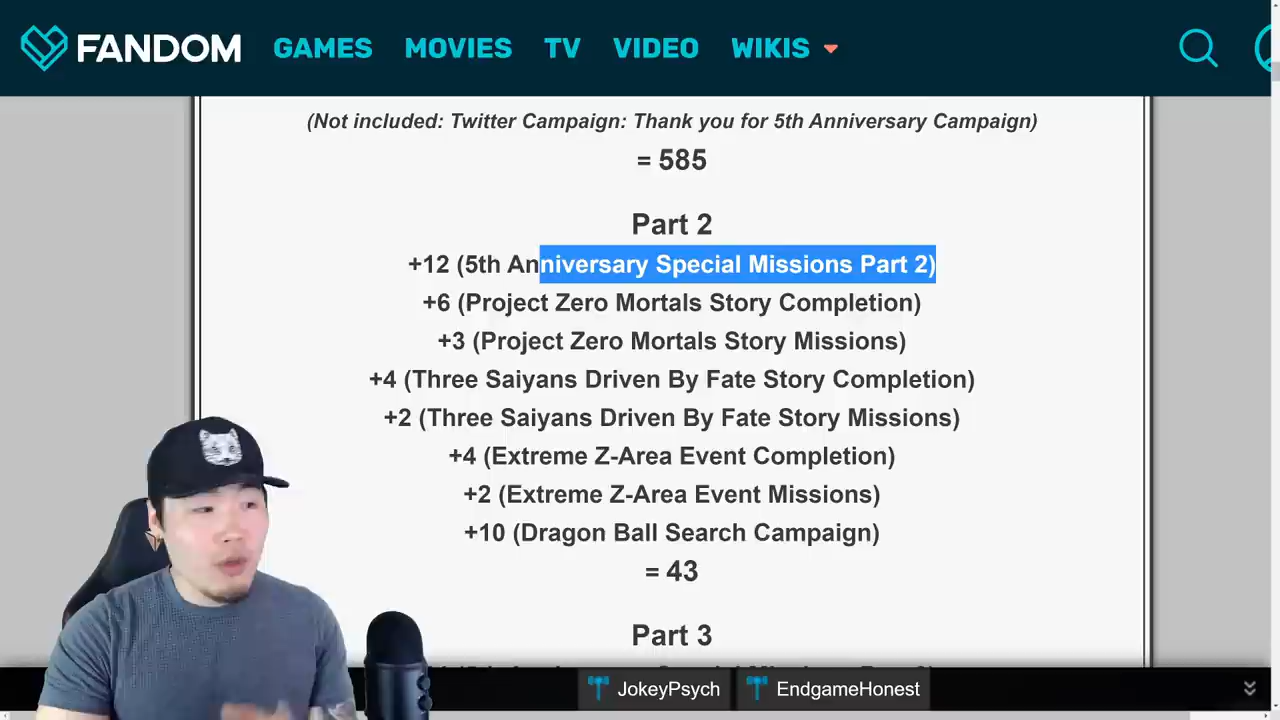 FANDOM GAMES MOVIES TV VIDEO WIKIS
(Not included: Twitter Campaign: Thank you for 5th Anniversary Campaign)
= 585
Part 2
+12 (5th Anniversary Special Missions Part 2)
+6 (Project Zero Mortals Story Completion)
+3 (Project Zero Mortals Story Missions)
+4 (Three Saiyans Driven By Fate Story Completion)
+2 (Three Saiyans Driven By Fate Story Missions)
+4 (Extreme Z-Area Event Completion)
+2 (Extreme Z-Area Event Missions)
+10 (Dragon Ball Search Campaign)
= 43
Part 3
JokeyPsych EndgameHonest